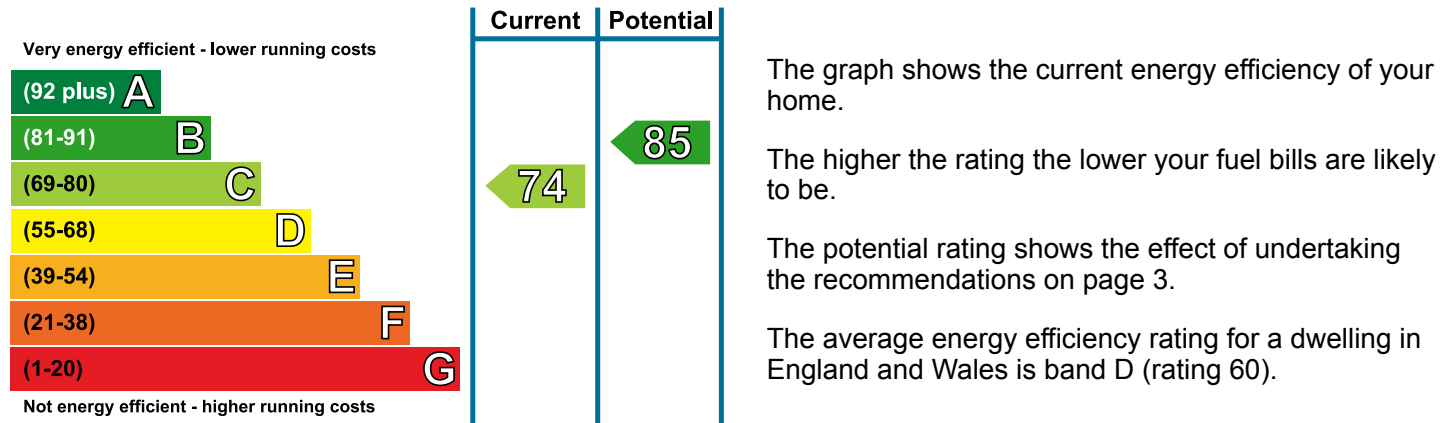 Current Potential
Very energy efficient - lower running costs
(92 plus) A
(81-91) B
(69-80) C
(55-68) D
(39-54) E
(21-38) F
(1-20) G
Not energy efficient - higher running costs
74
85
The graph shows the current energy efficiency of your
home.
The higher the rating the lower your fuel bills are likely
to be.
The potential rating shows the effect of undertaking
the recommendations on page 3.
The average energy efficiency rating for a dwelling in
England and Wales is band D (rating 60).